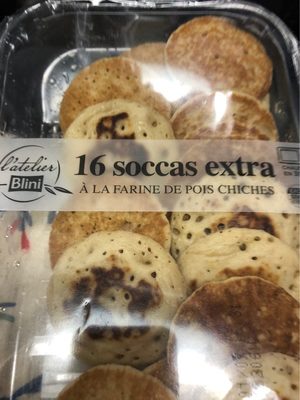 l'atelier
Blini
16 soccas extra
À LA FARINE DE POIS CHICHES